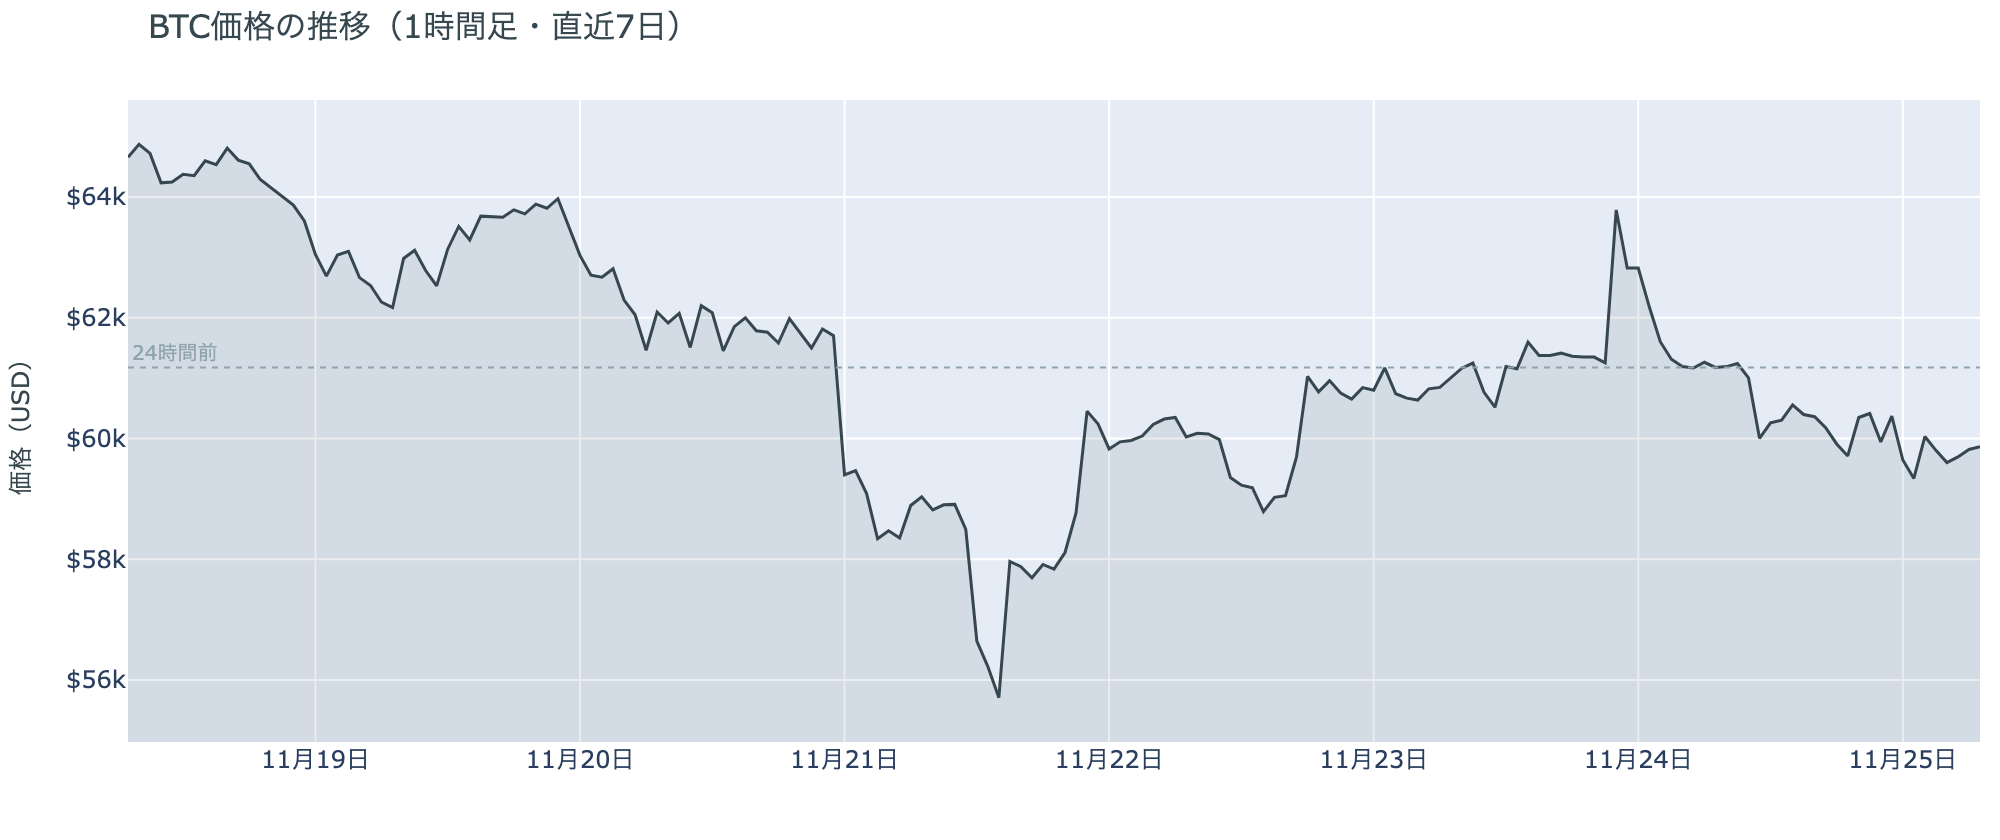 BTC価格の推移（1時間足・直近7日）
価格（USD）
$64k
$62k
24時間前
$60k
$58k
$56k
11月19日
11月20日
11月21日
11月22日
11月23日
11月24日
11月25日